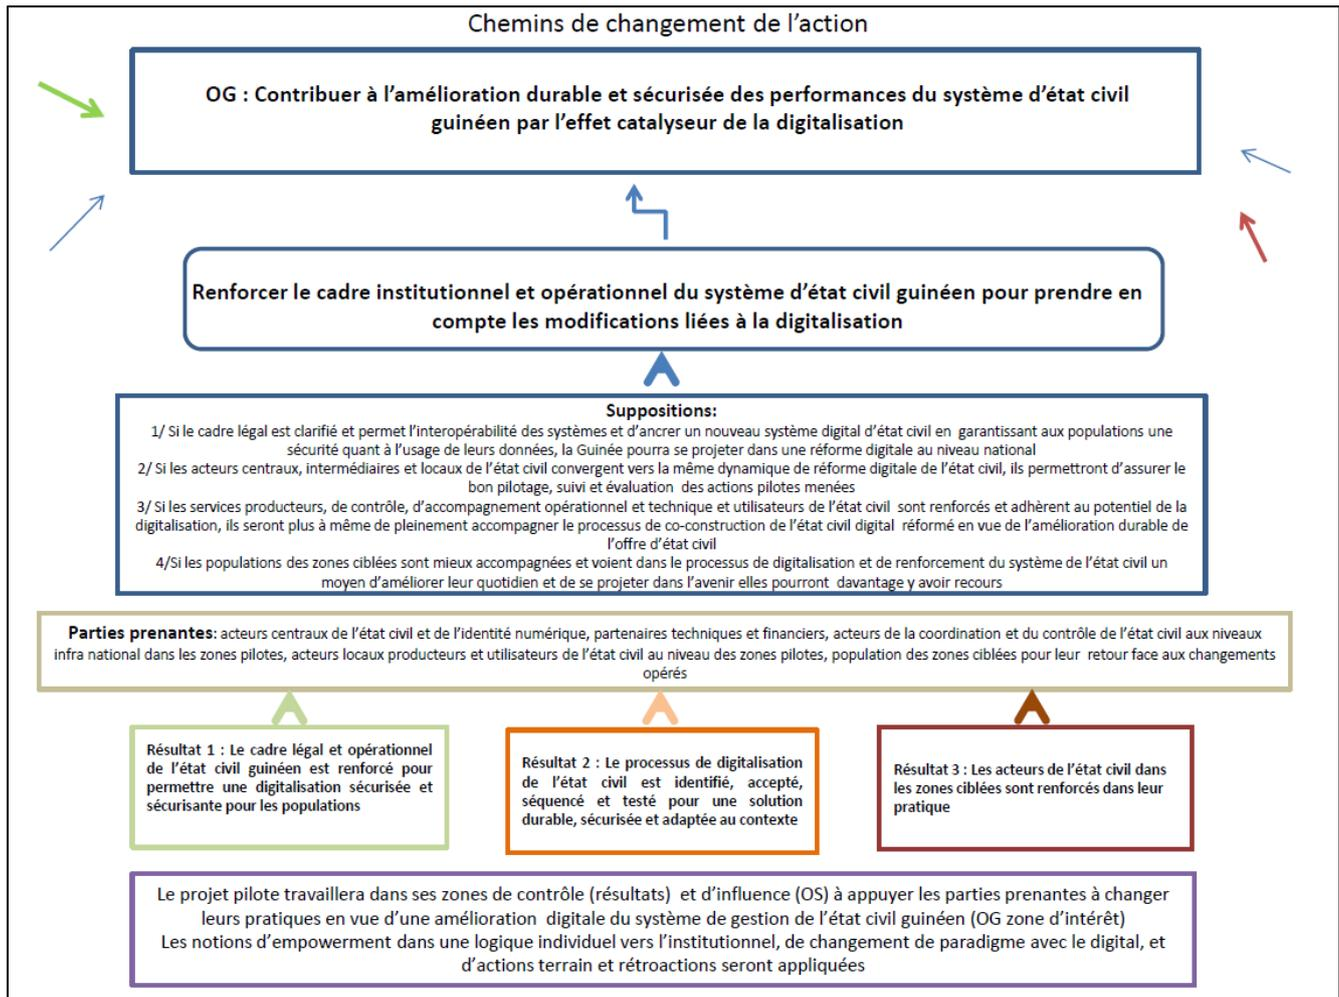 Chemins de changement de l’action
OG : Contribuer à l’amélioration durable et sécurisée des performances du système d’état civil
guinéen par l’effet catalyseur de la digitalisation
Renforcer le cadre institutionnel et opérationnel du système d’état civil guinéen pour prendre en
compte les modifications liées à la digitalisation
Suppositions:
1/ Si le cadre légal est clarifié et permet l’interopérabilité des systèmes et d’ancrer un nouveau système digital d’état civil en garantissant aux populations une
sécurité quant à l’usage de leurs données, la Guinée pourra se projeter dans une réforme digitale au niveau national
2/ Si les acteurs centraux, intermédiaires et locaux de l’état civil convergent vers la même dynamique de réforme digitale de l’état civil, ils permettront d’assurer le
bon pilotage, suivi et évaluation des actions pilotes menées
3/ Si les services producteurs, de contrôle, d’accompagnement opérationnel et technique et utilisateurs de l’état civil sont renforcés et adhèrent au potentiel de la
digitalisation, ils seront plus à même de pleinement accompagner le processus de co-construction de l’état civil digital réformé en vue de l’amélioration durable de
l’offre d’état civil
4/Si les populations des zones ciblées sont mieux accompagnées et voient dans le processus de digitalisation et de renforcement du système de l’état civil un
moyen d’améliorer leur quotidien et de se projeter dans l’avenir elles pourront davantage y avoir recours
Parties prenantes: acteurs centraux de l’état civil et de l’identité numérique, partenaires techniques et financiers, acteurs de la coordination et du contrôle de l’état civil aux niveaux
infra national dans les zones pilotes, acteurs locaux producteurs et utilisateurs de l’état civil au niveau des zones pilotes, population des zones ciblées pour leur retour face aux changements
opérés
Résultat 1 : Le cadre légal et opérationnel
de l’état civil guinéen est renforcé pour
permettre une digitalisation sécurisée et
sécurisante pour les populations
Résultat 2 : Le processus de digitalisation
de l’état civil est identifié, accepté,
séquencé et testé pour une solution
durable, sécurisée et adaptée au contexte
Résultat 3 : Les acteurs de l’état civil dans
les zones ciblées sont renforcés dans leur
pratique
Le projet pilote travaillera dans ses zones de contrôle (résultats) et d’influence (OS) à appuyer les parties prenantes à changer
leurs pratiques en vue d’une amélioration digitale du système de gestion de l’état civil guinéen (OG zone d’intérêt)
Les notions d’empowerment dans une logique individuel vers l’institutionnel, de changement de paradigme avec le digital, et
d’actions terrain et rétroactions seront appliquées